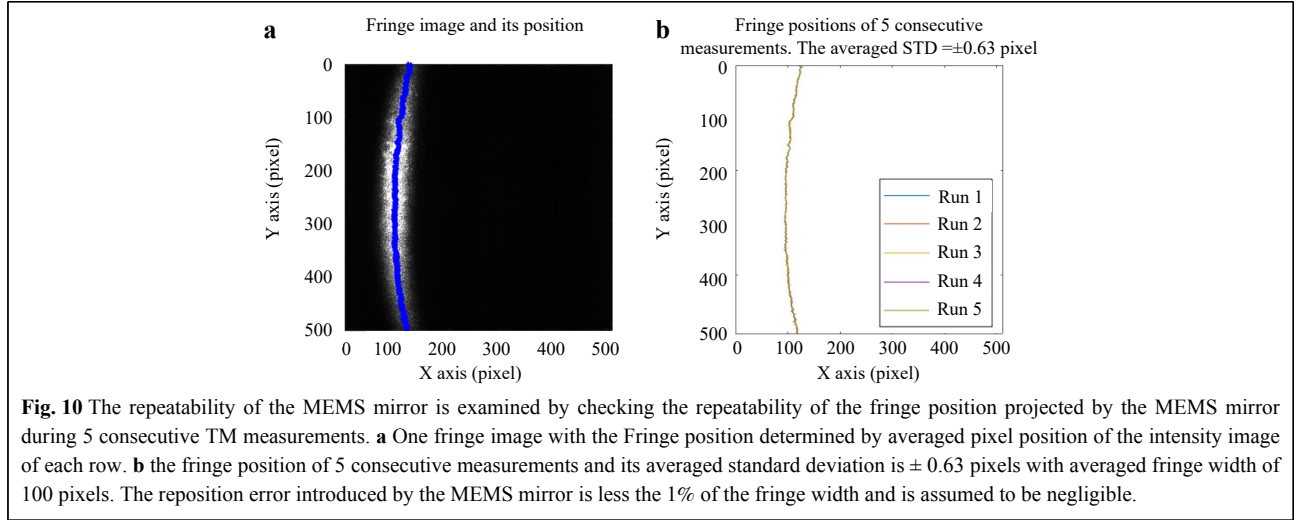 a
Fringe image and its position
0
100
200
300
400
500
Y axis (pixel)
0 100 200 300 400 500
X axis (pixel)
b
Fringe positions of 5 consecutive
measurements. The averaged STD =±0.63 pixel
0
100
200
300
400
500
Y axis (pixel)
Run 1
Run 2
Run 3
Run 4
Run 5
0 100 200 300 400 500
X axis (pixel)
Fig. 10 The repeatability of the MEMS mirror is examined by checking the repeatability of the fringe position projected by the MEMS mirror
during 5 consecutive TM measurements. a One fringe image with the Fringe position determined by averaged pixel position of the intensity image
of each row. b the fringe position of 5 consecutive measurements and its averaged standard deviation is ± 0.63 pixels with averaged fringe width of
100 pixels. The reposition error introduced by the MEMS mirror is less the 1% of the fringe width and is assumed to be negligible.